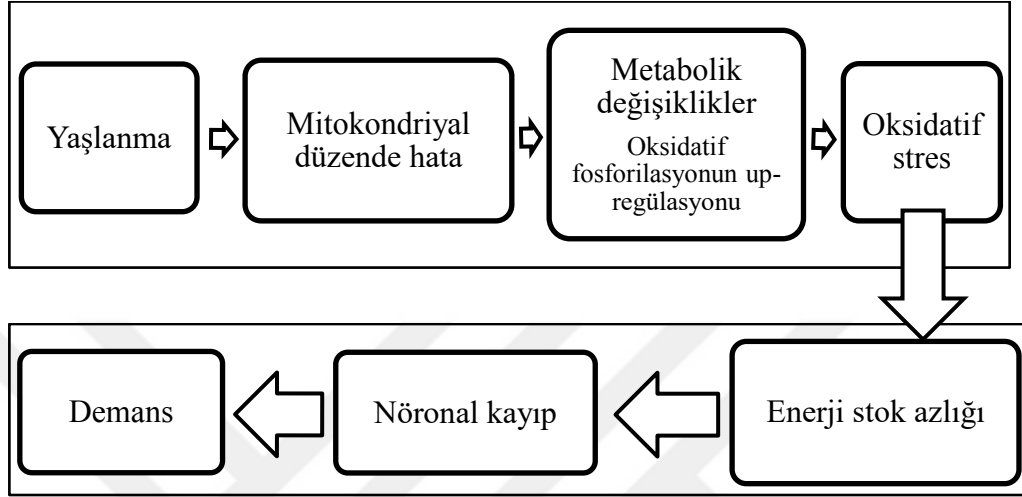 Yaşlanma
Mitokondriyal
düzende hata
Metabolik
değişiklikler
Oksidatif
fosforilasyonun up-
regülasyonu
Oksidatif
stres
Enerji stok azlığı
Nöronal kayıp
Demans